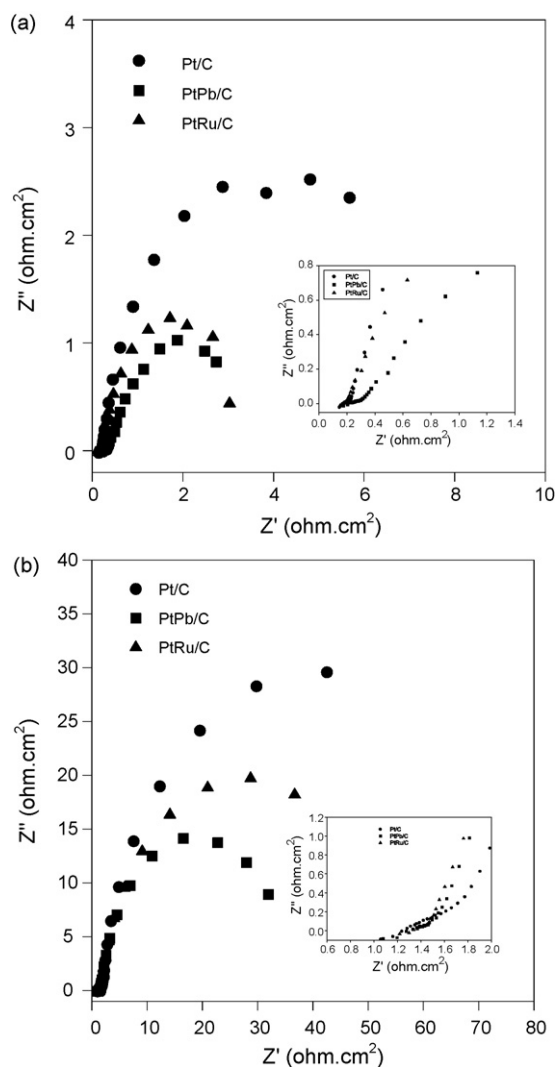 (a)
4
3
2
1
0
Z" (ohm.cm²)
Pt/C
PtPb/C
PtRu/C
0.8
0.6
0.4
0.2
0.0
Z" (ohm.cm²)
Pt/C
PtPb/C
PtRu/C
0.0 0.2 0.4 0.6 0.8 1.0 1.2 1.4
Z' (ohm.cm²)
0 2 4 6 8 10
Z' (ohm.cm²)
(b)
40
35
30
25
20
15
10
5
0
Z" (ohm.cm²)
Pt/C
PtPb/C
PtRu/C
1.2
1.0
0.8
0.6
0.4
0.2
0.0
Z" (ohm.cm²)
Pt/C
PtPb/C
PtRu/C
0.6 0.8 1.0 1.2 1.4 1.6 1.8 2.0
Z' (ohm.cm²)
0 10 20 30 40 50 60 70 80
Z' (ohm.cm²)